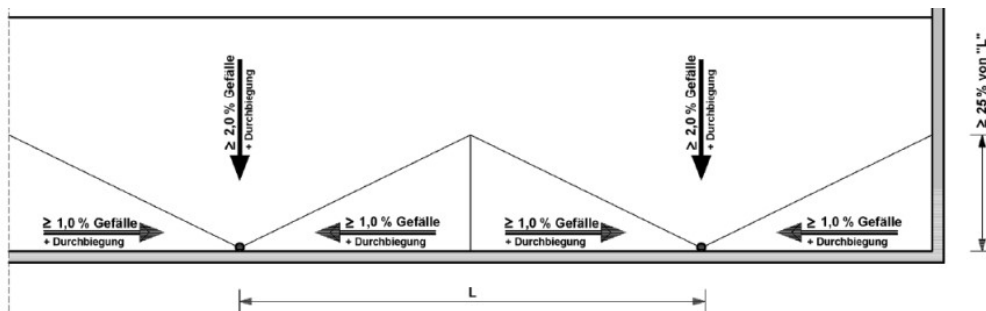 ≥ 2,0 % Gefälle
+ Durchbiegung
≥ 2,0 % Gefälle
+ Durchbiegung
≥ 25% von "L"
≥ 1,0 % Gefälle
+ Durchbiegung
≥ 1,0 % Gefälle
+ Durchbiegung
≥ 1,0 % Gefälle
+ Durchbiegung
≥ 1,0 % Gefälle
+ Durchbiegung
L